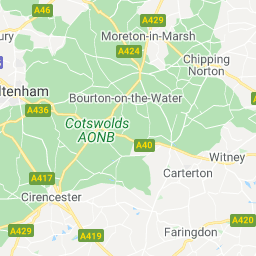 A46
A429
ury
Moreton-in-Marsh
A424
Chipping
Norton
ltenham
Bourton-on-the-Water
A436
Cotswolds
AONB
A40
Witney
A417
Carterton
Cirencester
A420
A429
A419
Faringdon